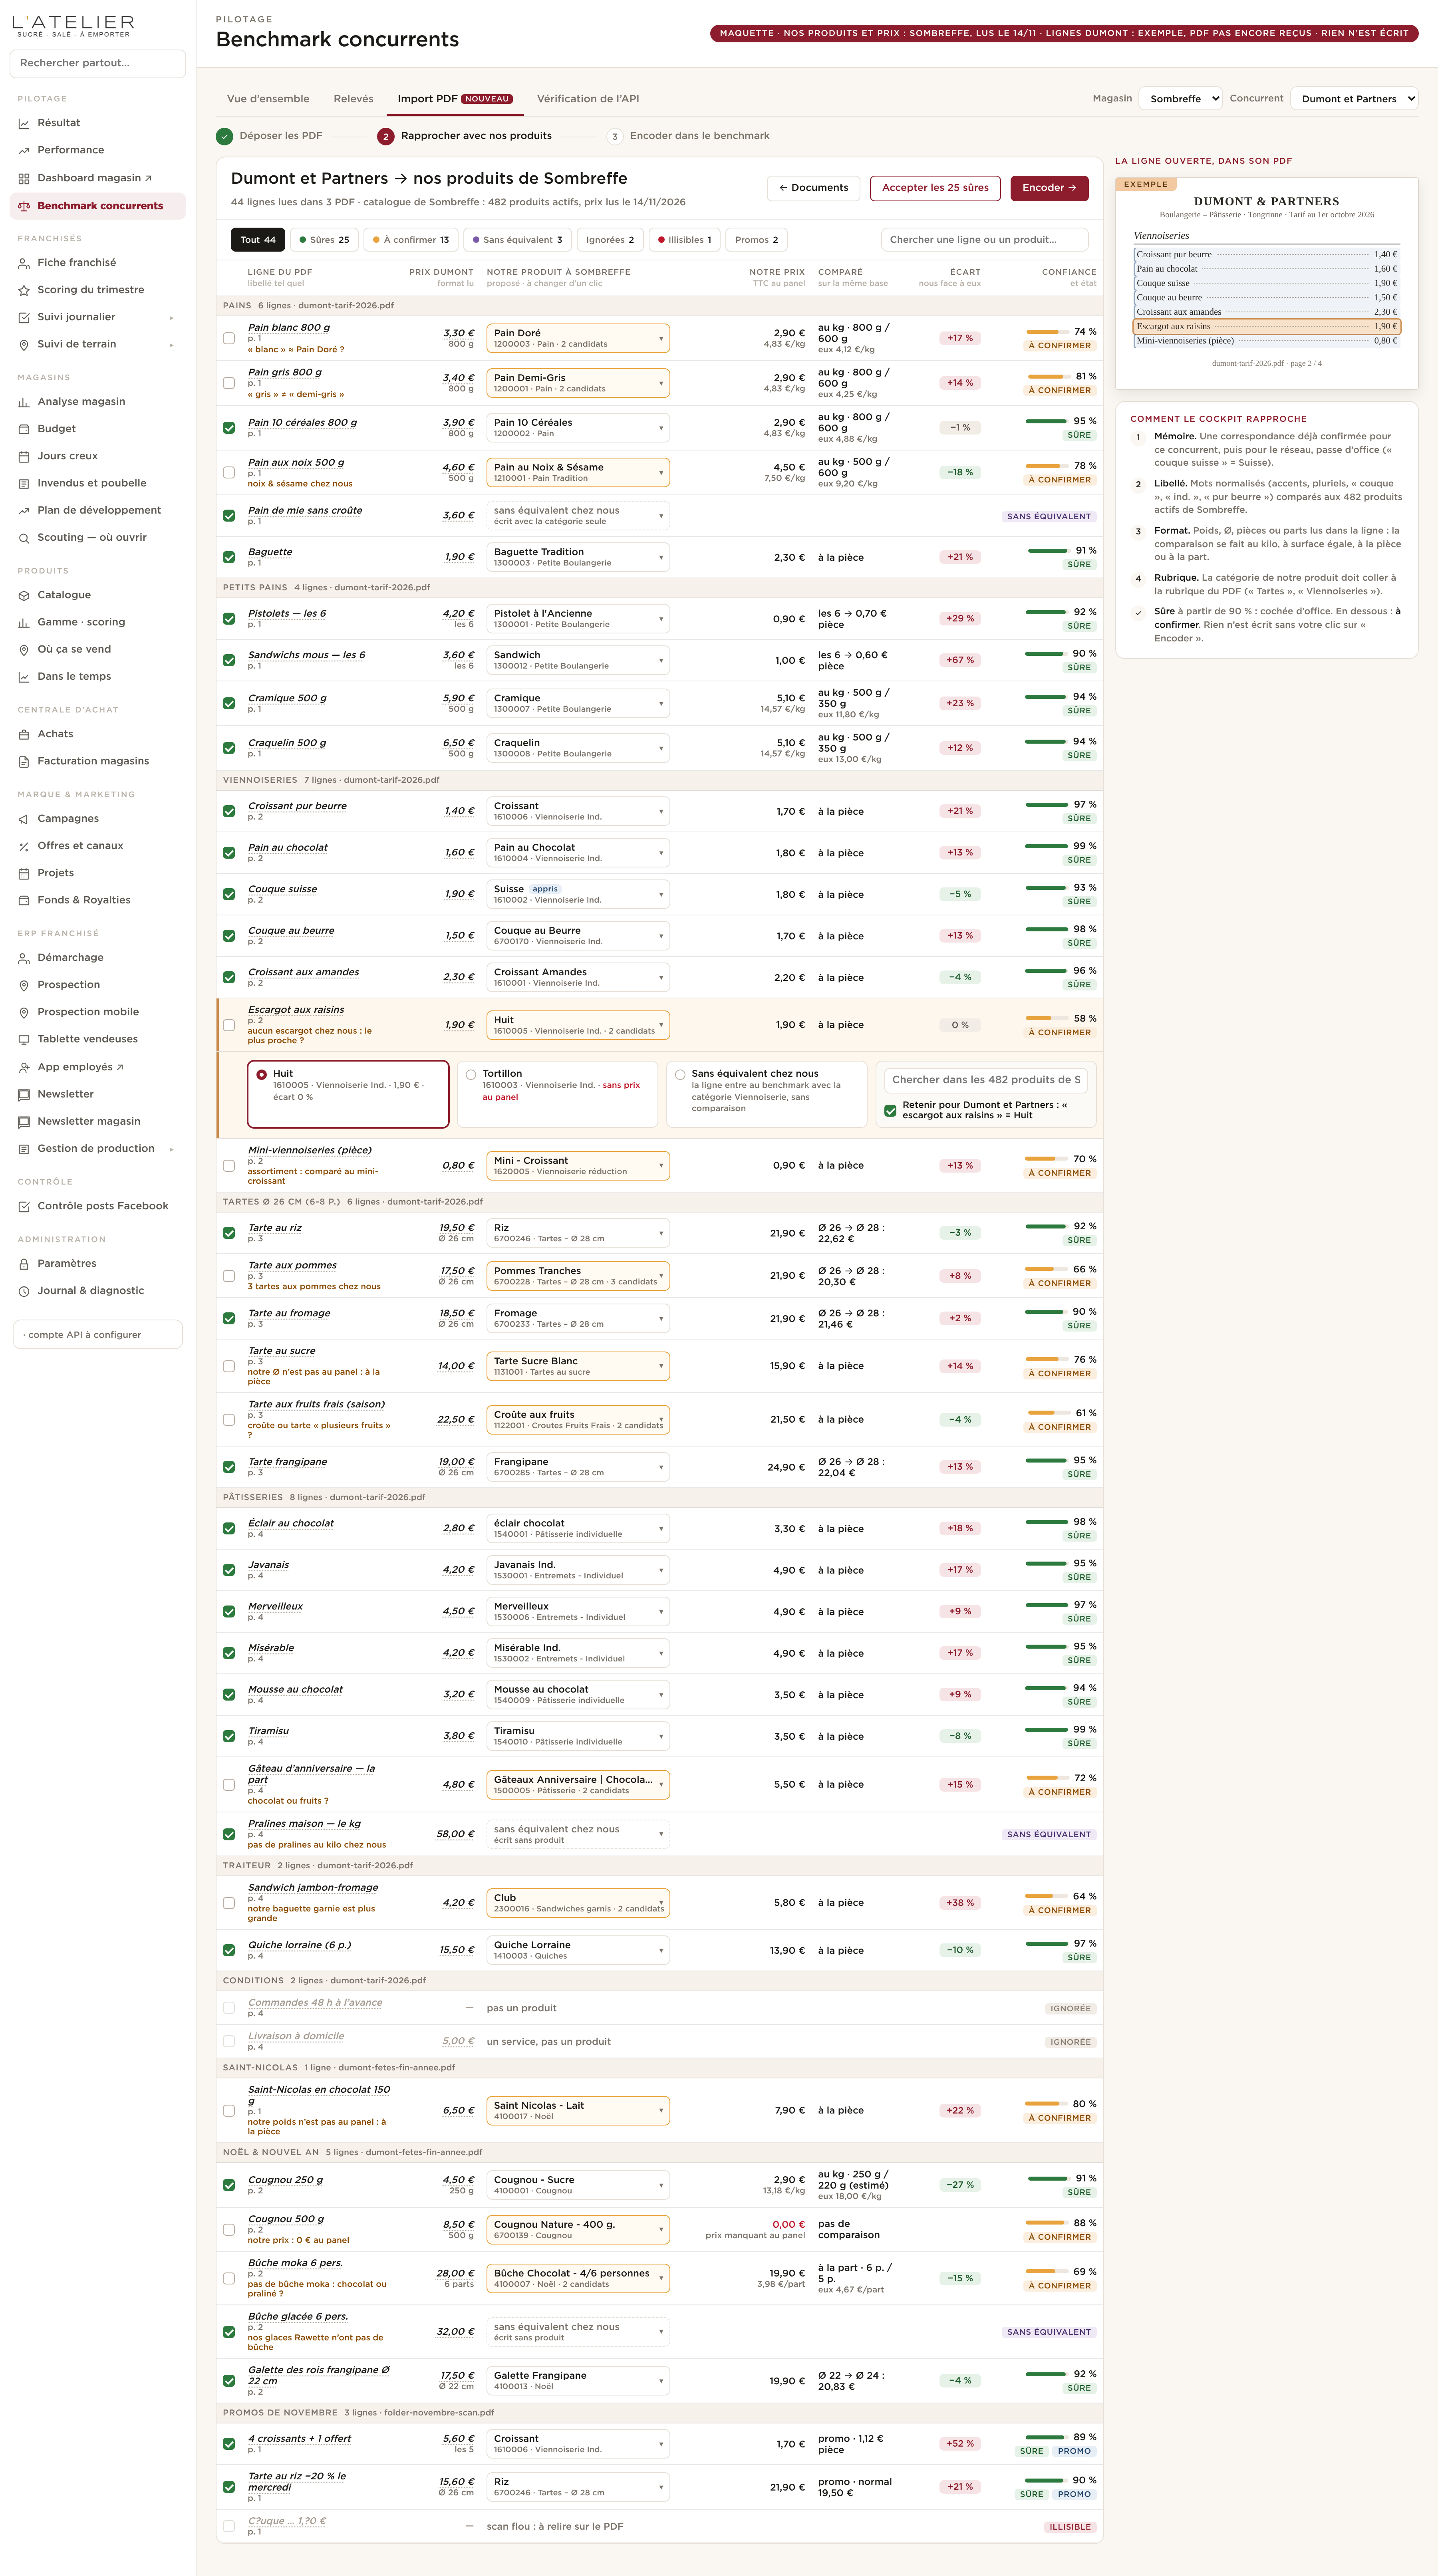 L'ATELIER
SUCRÉ - SALÉ - À EMPORTER
Rechercher partout...
PILOTAGE
Résultat
Performance
Dashboard magasin ↗
Benchmark concurrents
FRANCHISÉS
Fiche franchisé
Scoring du trimestre
Suivi journalier ▸
Suivi de terrain ▸
MAGASINS
Analyse magasin
Budget
Jours creux
Invendus et poubelle
Plan de développement
Scouting — où ouvrir
PRODUITS
Catalogue
Gamme · scoring
Où ça se vend
Dans le temps
CENTRALE D'ACHAT
Achats
Facturation magasins
MARQUE & MARKETING
Campagnes
Offres et canaux
Projets
Fonds & Royalties
ERP FRANCHISÉ
Démarchage
Prospection
Prospection mobile
Tablette vendeuses
App employés ↗
Newsletter
Newsletter magasin
Gestion de production ▸
CONTRÔLE
Contrôle posts Facebook
ADMINISTRATION
Paramètres
Journal & diagnostic
· compte API à configurer
PILOTAGE
Benchmark concurrents
MAQUETTE · NOS PRODUITS ET PRIX : SOMBREFFE, LUS LE 14/11 · LIGNES DUMONT : EXEMPLE, PDF PAS ENCORE REÇUS · RIEN N'EST ÉCRIT
Vue d'ensemble Relevés Import PDF NOUVEAU Vérification de l'API
Magasin Sombreffe Concurrent Dumont et Partners
Déposer les PDF 2 Rapprocher avec nos produits 3 Encoder dans le benchmark
Dumont et Partners → nos produits de Sombreffe
44 lignes lues dans 3 PDF · catalogue de Sombreffe : 482 produits actifs, prix lus le 14/11/2026
← Documents Accepter les 25 sûres Encoder →
Tout 44 Sûres 25 À confirmer 13 Sans équivalent 3 Ignorées 2 Illisibles 1 Promos 2 Chercher une ligne ou un produit...
LIGNE DU PDF PRIX DUMONT NOTRE PRODUIT À SOMBREFFE NOTRE PRIX COMPARÉ ÉCART CONFIANCE
libellé tel quel format lu proposé · à changer d'un clic TTC au panel sur la même base nous face à eux et état
PAINS 6 lignes · dumont-tarif-2026.pdf
Pain blanc 800 g 3,30 € Pain Doré 2,90 € au kg · 800 g / 600 g +17 % 74 %
p. 1 800 g 1200003 · Pain · 2 candidats 4,83 €/kg eux 4,12 €/kg À CONFIRMER
« blanc » ≈ Pain Doré ?
Pain gris 800 g 3,40 € Pain Demi-Gris 2,90 € au kg · 800 g / 600 g +14 % 81 %
p. 1 800 g 1200001 · Pain · 2 candidats 4,83 €/kg eux 4,25 €/kg À CONFIRMER
« gris » ≠ « demi-gris »
Pain 10 céréales 800 g 3,90 € Pain 10 Céréales 2,90 € au kg · 800 g / 600 g −1 % 95 %
p. 1 800 g 1200002 · Pain 4,83 €/kg eux 4,88 €/kg SÛRE
Pain aux noix 500 g 4,60 € Pain au Noix & Sésame 4,50 € au kg · 500 g / 600 g −18 % 78 %
p. 1 500 g 1210001 · Pain Tradition 7,50 €/kg eux 9,20 €/kg À CONFIRMER
noix & sésame chez nous
Pain de mie sans croûte 3,60 € sans équivalent chez nous SANS ÉQUIVALENT
p. 1 écrit avec la catégorie seule
Baguette 1,90 € Baguette Tradition 2,30 € à la pièce +21 % 91 %
p. 1 1300003 · Petite Boulangerie SÛRE
PETITS PAINS 4 lignes · dumont-tarif-2026.pdf
Pistolets — les 6 4,20 € Pistolet à l'Ancienne 0,90 € les 6 → 0,70 € pièce +29 % 92 %
p. 1 les 6 1300001 · Petite Boulangerie SÛRE
Sandwichs mous — les 6 3,60 € Sandwich 1,00 € les 6 → 0,60 € pièce +67 % 90 %
p. 1 les 6 1300012 · Petite Boulangerie SÛRE
Cramique 500 g 5,90 € Cramique 5,10 € au kg · 500 g / 350 g +23 % 94 %
p. 1 500 g 1300007 · Petite Boulangerie 14,57 €/kg eux 11,80 €/kg SÛRE
Craquelin 500 g 6,50 € Craquelin 5,10 € au kg · 500 g / 350 g +12 % 94 %
p. 1 500 g 1300008 · Petite Boulangerie 14,57 €/kg eux 13,00 €/kg SÛRE
VIENNOISERIES 7 lignes · dumont-tarif-2026.pdf
Croissant pur beurre 1,40 € Croissant 1,70 € à la pièce +21 % 97 %
p. 2 1610006 · Viennoiserie Ind. SÛRE
Pain au chocolat 1,60 € Pain au Chocolat 1,80 € à la pièce +13 % 99 %
p. 2 1610004 · Viennoiserie Ind. SÛRE
Couque suisse 1,90 € Suisse appris 1,80 € à la pièce −5 % 93 %
p. 2 1610002 · Viennoiserie Ind. SÛRE
Couque au beurre 1,50 € Couque au Beurre 1,70 € à la pièce +13 % 98 %
p. 2 6700170 · Viennoiserie Ind. SÛRE
Croissant aux amandes 2,30 € Croissant Amandes 2,20 € à la pièce −4 % 96 %
p. 2 1610001 · Viennoiserie Ind. SÛRE
Escargot aux raisins 1,90 € Huit 1,90 € à la pièce 0 % 58 %
p. 2 1610005 · Viennoiserie Ind. · 2 candidats À CONFIRMER
aucun escargot chez nous : le plus proche ?
Huit
1610005 · Viennoiserie Ind. · 1,90 € · écart 0 %
Tortillon
1610003 · Viennoiserie Ind. · sans prix au panel
Sans équivalent chez nous
la ligne entre au benchmark avec la catégorie Viennoiserie, sans comparaison
Chercher dans les 482 produits de S
Retenir pour Dumont et Partners : « escargot aux raisins » = Huit
Mini-viennoiseries (pièce) 0,80 € Mini - Croissant 0,90 € à la pièce +13 % 70 %
p. 2 1620005 · Viennoiserie réduction À CONFIRMER
assortiment : comparé au mini-croissant
TARTES Ø 26 CM (6-8 P.) 6 lignes · dumont-tarif-2026.pdf
Tarte au riz 19,50 € Riz 21,90 € Ø 26 → Ø 28 : 22,62 € −3 % 92 %
p. 3 Ø 26 cm 6700246 · Tartes – Ø 28 cm SÛRE
Tarte aux pommes 17,50 € Pommes Tranches 21,90 € Ø 26 → Ø 28 : 20,30 € +8 % 66 %
p. 3 Ø 26 cm 6700228 · Tartes – Ø 28 cm · 3 candidats À CONFIRMER
3 tartes aux pommes chez nous
Tarte au fromage 18,50 € Fromage 21,90 € Ø 26 → Ø 28 : 21,46 € +2 % 90 %
p. 3 Ø 26 cm 6700233 · Tartes – Ø 28 cm SÛRE
Tarte au sucre 14,00 € Tarte Sucre Blanc 15,90 € à la pièce +14 % 76 %
p. 3 1131001 · Tartes au sucre À CONFIRMER
notre Ø n'est pas au panel : à la pièce
Tarte aux fruits frais (saison) 22,50 € Croûte aux fruits 21,50 € à la pièce −4 % 61 %
p. 3 1122001 · Croutes Fruits Frais · 2 candidats À CONFIRMER
croûte ou tarte « plusieurs fruits » ?
Tarte frangipane 19,00 € Frangipane 24,90 € Ø 26 → Ø 28 : 22,04 € +13 % 95 %
p. 3 Ø 26 cm 6700285 · Tartes – Ø 28 cm SÛRE
PÂTISSERIES 8 lignes · dumont-tarif-2026.pdf
Éclair au chocolat 2,80 € éclair chocolat 3,30 € à la pièce +18 % 98 %
p. 4 1540001 · Pâtisserie individuelle SÛRE
Javanais 4,20 € Javanais Ind. 4,90 € à la pièce +17 % 95 %
p. 4 1530001 · Entremets - Individuel SÛRE
Merveilleux 4,50 € Merveilleux 4,90 € à la pièce +9 % 97 %
p. 4 1530006 · Entremets - Individuel SÛRE
Misérable 4,20 € Misérable Ind. 4,90 € à la pièce +17 % 95 %
p. 4 1530002 · Entremets - Individuel SÛRE
Mousse au chocolat 3,20 € Mousse au chocolat 3,50 € à la pièce +9 % 94 %
p. 4 1540009 · Pâtisserie individuelle SÛRE
Tiramisu 3,80 € Tiramisu 3,50 € à la pièce −8 % 99 %
p. 4 1540010 · Pâtisserie individuelle SÛRE
Gâteau d'anniversaire — la part 4,80 € Gâteaux Anniversaire | Chocola... 5,50 € à la pièce +15 % 72 %
p. 4 1500005 · Pâtisserie · 2 candidats À CONFIRMER
chocolat ou fruits ?
Pralines maison — le kg 58,00 € sans équivalent chez nous SANS ÉQUIVALENT
p. 4 écrit sans produit
pas de pralines au kilo chez nous
TRAITEUR 2 lignes · dumont-tarif-2026.pdf
Sandwich jambon-fromage 4,20 € Club 5,80 € à la pièce +38 % 64 %
p. 4 2300016 · Sandwiches garnis · 2 candidats À CONFIRMER
notre baguette garnie est plus grande
Quiche lorraine (6 p.) 15,50 € Quiche Lorraine 13,90 € à la pièce −10 % 97 %
p. 4 1410003 · Quiches SÛRE
CONDITIONS 2 lignes · dumont-tarif-2026.pdf
Commandes 48 h à l'avance — pas un produit IGNORÉE
p. 4
Livraison à domicile 5,00 € un service, pas un produit IGNORÉE
p. 4
SAINT-NICOLAS 1 ligne · dumont-fetes-fin-annee.pdf
Saint-Nicolas en chocolat 150 g 6,50 € Saint Nicolas - Lait 7,90 € à la pièce +22 % 80 %
p. 1 4100017 · Noël À CONFIRMER
notre poids n'est pas au panel : à la pièce
NOËL & NOUVEL AN 5 lignes · dumont-fetes-fin-annee.pdf
Cougnou 250 g 4,50 € Cougnou - Sucre 2,90 € au kg · 250 g / 220 g (estimé) −27 % 91 %
p. 2 250 g 4100001 · Cougnou 13,18 €/kg eux 18,00 €/kg SÛRE
Cougnou 500 g 8,50 € Cougnou Nature - 400 g. 0,00 € pas de comparaison 88 %
p. 2 500 g 6700139 · Cougnou prix manquant au panel À CONFIRMER
notre prix : 0 € au panel
Bûche moka 6 pers. 28,00 € Bûche Chocolat - 4/6 personnes 19,90 € à la part · 6 p. / 5 p. −15 % 69 %
p. 2 6 parts 4100007 · Noël · 2 candidats 3,98 €/part eux 4,67 €/part À CONFIRMER
pas de bûche moka : chocolat ou praliné ?
Bûche glacée 6 pers. 32,00 € sans équivalent chez nous SANS ÉQUIVALENT
p. 2 écrit sans produit
nos glaces Rawette n'ont pas de bûche
Galette des rois frangipane Ø 22 cm 17,50 € Galette Frangipane 19,90 € Ø 22 → Ø 24 : 20,83 € −4 % 92 %
p. 2 Ø 22 cm 4100013 · Noël SÛRE
PROMOS DE NOVEMBRE 3 lignes · folder-novembre-scan.pdf
4 croissants + 1 offert 5,60 € Croissant 1,70 € promo · 1,12 € pièce +52 % 89 %
p. 1 les 5 1610006 · Viennoiserie Ind. SÛRE PROMO
Tarte au riz −20 % le mercredi 15,60 € Riz 21,90 € promo · normal 19,50 € +21 % 90 %
p. 1 Ø 26 cm 6700246 · Tartes – Ø 28 cm SÛRE PROMO
C?uque ... 1,?0 € — scan flou : à relire sur le PDF ILLISIBLE
p. 1
LA LIGNE OUVERTE, DANS SON PDF
EXEMPLE
DUMONT & PARTNERS
Boulangerie – Pâtisserie · Tongrinne · Tarif au 1er octobre 2026
Viennoiseries
Croissant pur beurre 1,40 €
Pain au chocolat 1,60 €
Couque suisse 1,90 €
Couque au beurre 1,50 €
Croissant aux amandes 2,30 €
Escargot aux raisins 1,90 €
Mini-viennoiseries (pièce) 0,80 €
dumont-tarif-2026.pdf · page 2 / 4
COMMENT LE COCKPIT RAPPROCHE
1 Mémoire. Une correspondance déjà confirmée pour
ce concurrent, puis pour le réseau, passe d'office («
couque suisse » = Suisse).
2 Libellé. Mots normalisés (accents, pluriels, « couque
», « ind. », « pur beurre ») comparés aux 482 produits
actifs de Sombreffe.
3 Format. Poids, Ø, pièces ou parts lus dans la ligne : la
comparaison se fait au kilo, à surface égale, à la pièce
ou à la part.
4 Rubrique. La catégorie de notre produit doit coller à
la rubrique du PDF (« Tartes », « Viennoiseries »).
Sûre à partir de 90 % : cochée d'office. En dessous : à
confirmer. Rien n'est écrit sans votre clic sur «
Encoder ».